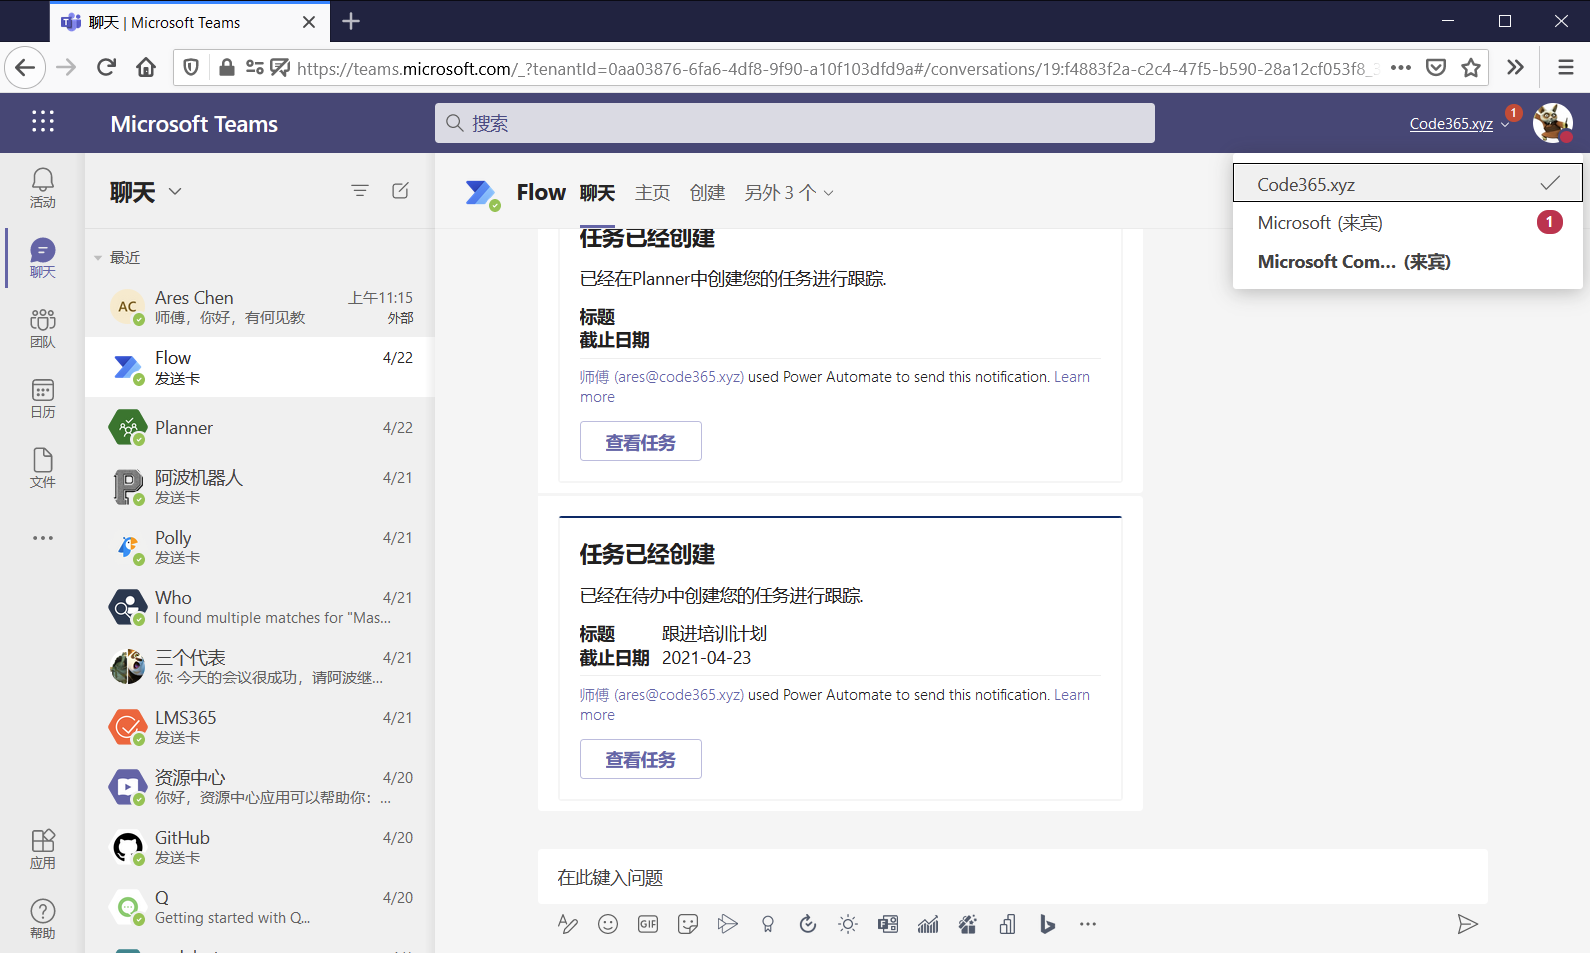 聊天 | Microsoft Teams
https://teams.microsoft.com/_?tenantId=0aa03876-6fa6-4df8-9f90-a10f103dfd9a#/conversations/19:f4883f2a-c2c4-47f5-b590-28a12cf053f8_
Microsoft Teams
搜索
Code365.xyz
1
Code365.xyz
Microsoft (来宾)
1
Microsoft Com... (来宾)
活动
聊天
团队
日历
文件
应用
帮助
聊天
最近
AC
Ares Chen
上午11:15
师傅，你好，有何见教
外部
Flow
4/22
发送卡
Planner
4/22
阿波机器人
4/21
发送卡
Polly
4/21
发送卡
Who
4/21
I found multiple matches for "Mas...
三个代表
4/21
你: 今天的会议很成功，请阿波继...
LMS365
4/21
发送卡
资源中心
4/20
你好，资源中心应用可以帮助你：...
GitHub
4/20
发送卡
Q
4/20
Getting started with Q...
Flow 聊天 主页 创建 另外 3 个
任务已经创建
已经在Planner中创建您的任务进行跟踪.
标题
截止日期
师傅 (ares@code365.xyz) used Power Automate to send this notification. Learn
more
查看任务
任务已经创建
已经在待办中创建您的任务进行跟踪.
标题 跟进培训计划
截止日期 2021-04-23
师傅 (ares@code365.xyz) used Power Automate to send this notification. Learn
more
查看任务
在此键入问题
GIF